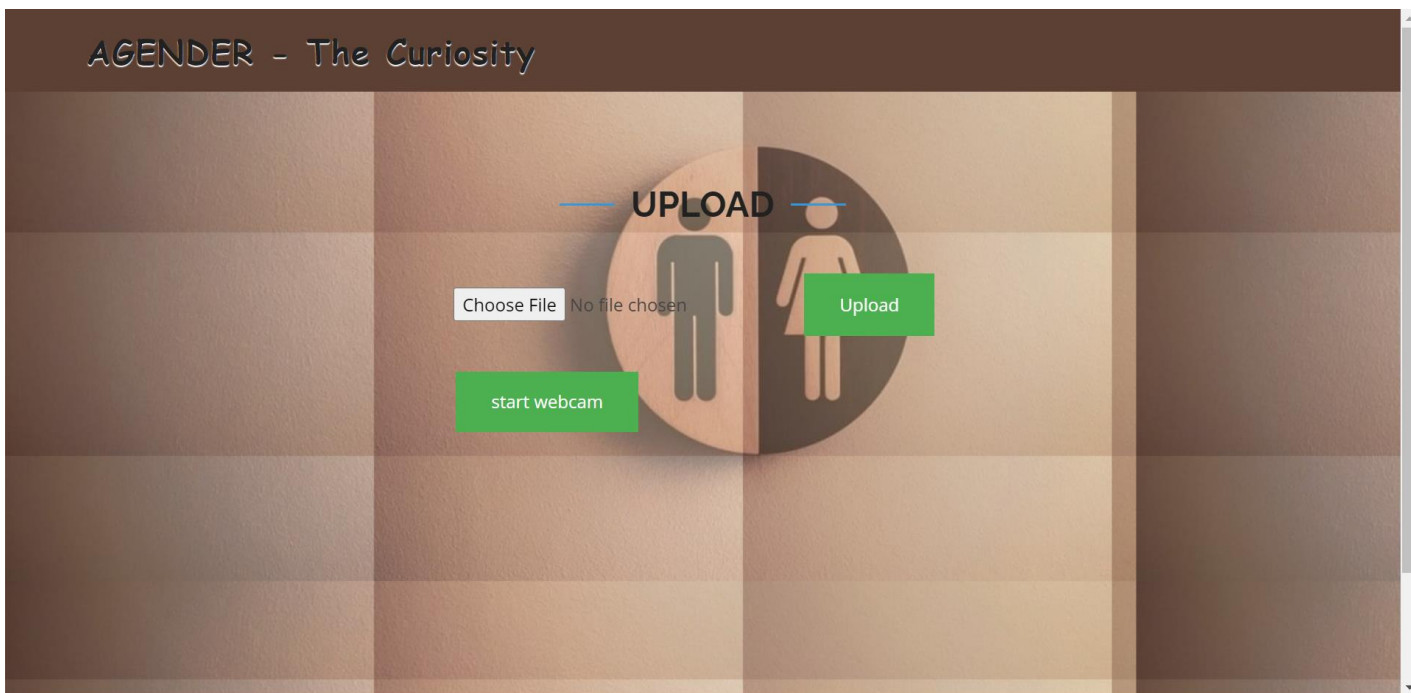 AGENDER - The Curiosity
UPLOAD
Choose File No file chosen
Upload
start webcam